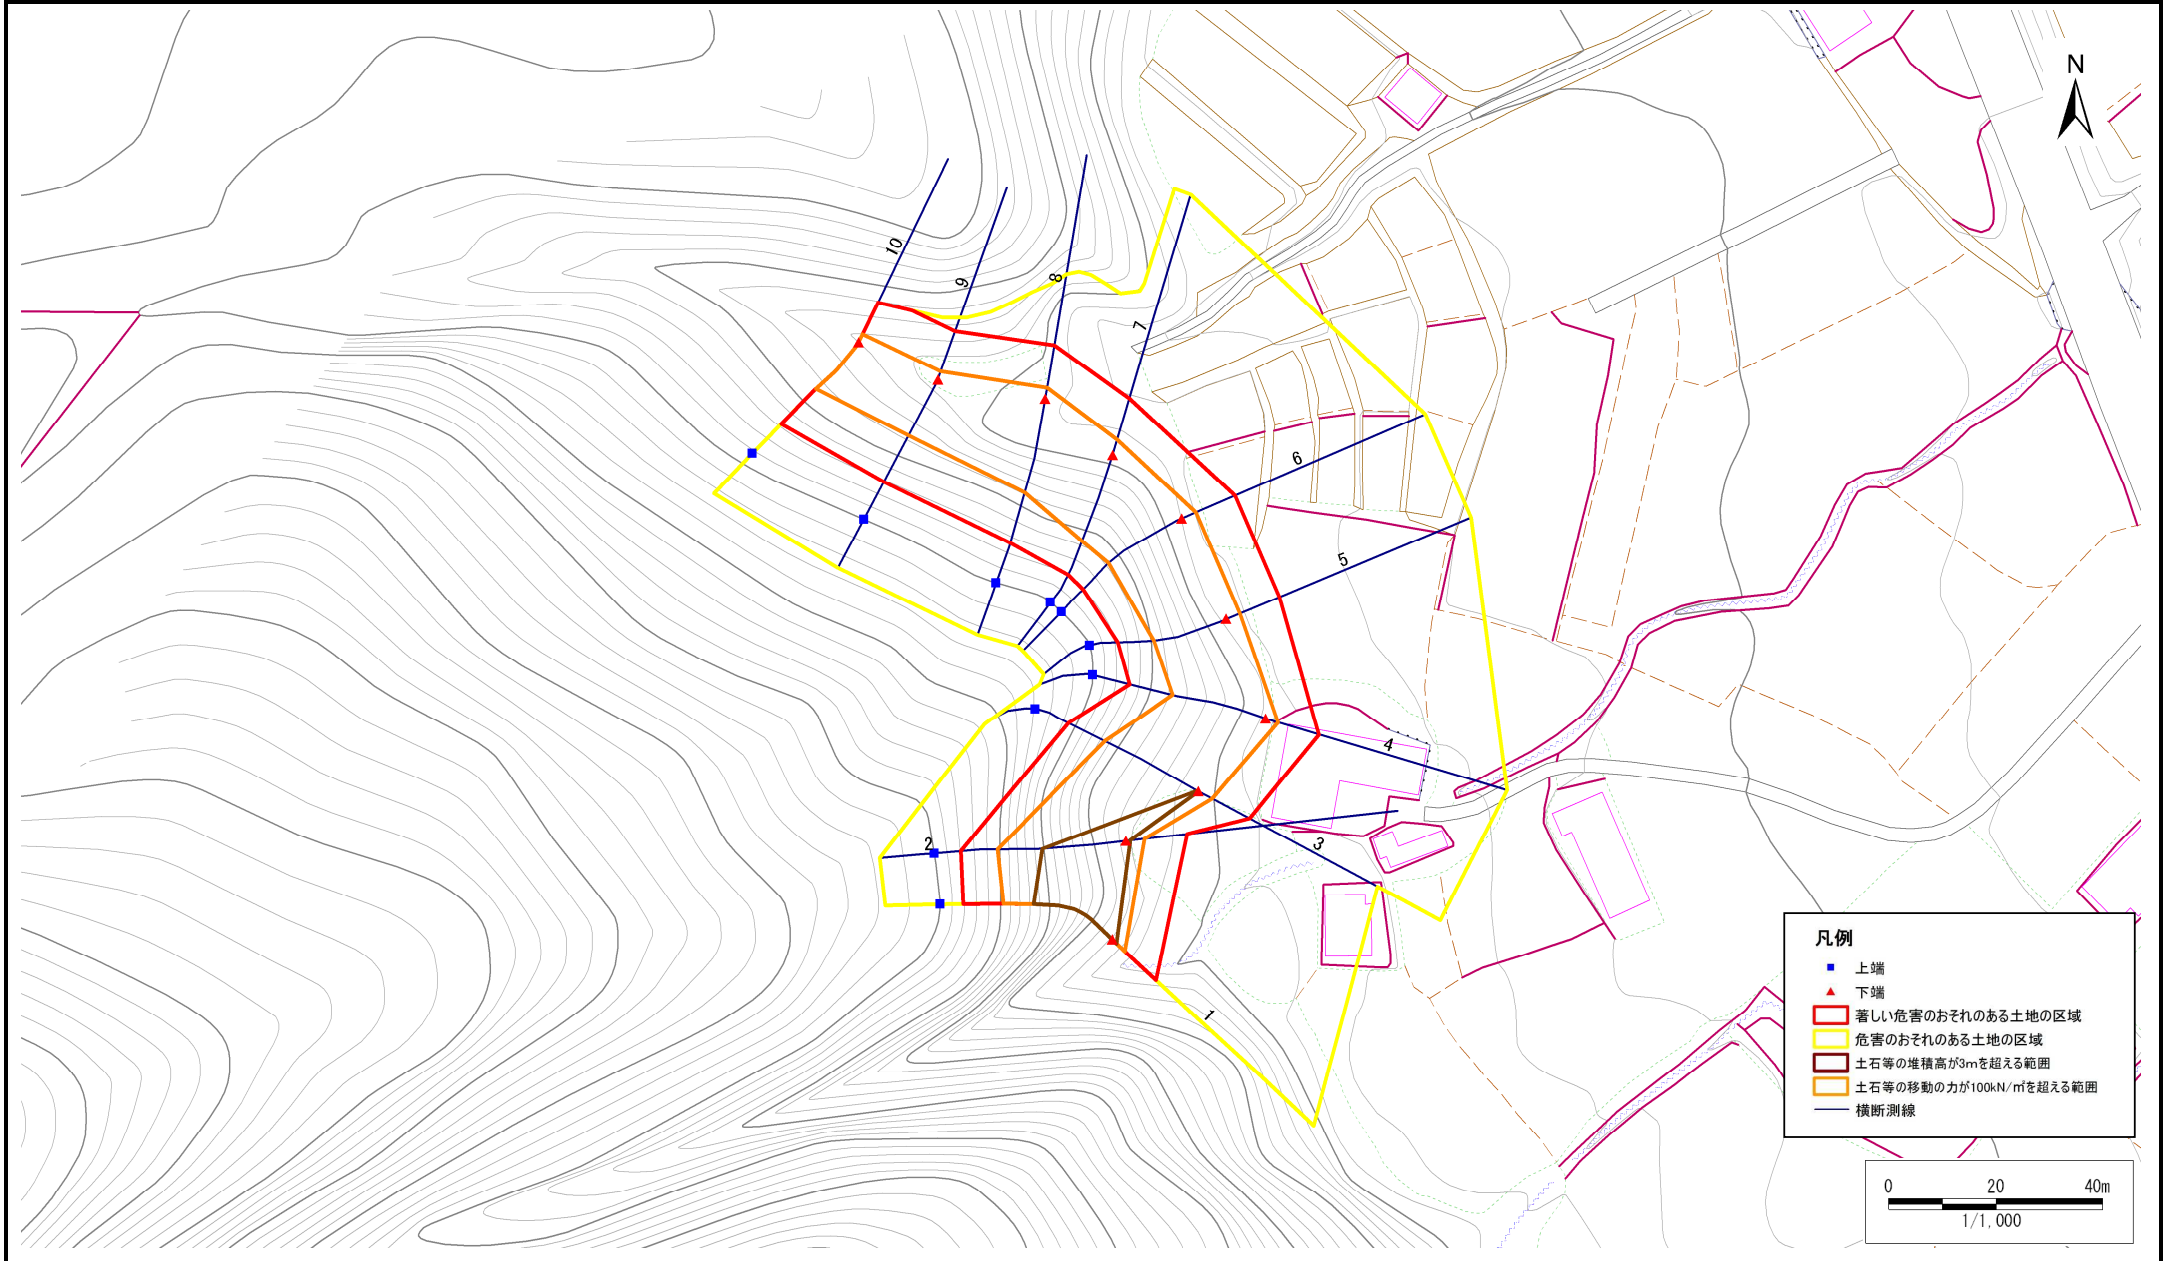 N
10
9
8
7
6
5
4
3
2
1
凡例
上端
下端
著しい危害のおそれのある土地の区域
危害のおそれのある土地の区域
土石等の堆積高が3mを超える範囲
土石等の移動の力が100kN/㎡を超える範囲
横断測線
0 20 40m
1/1,000